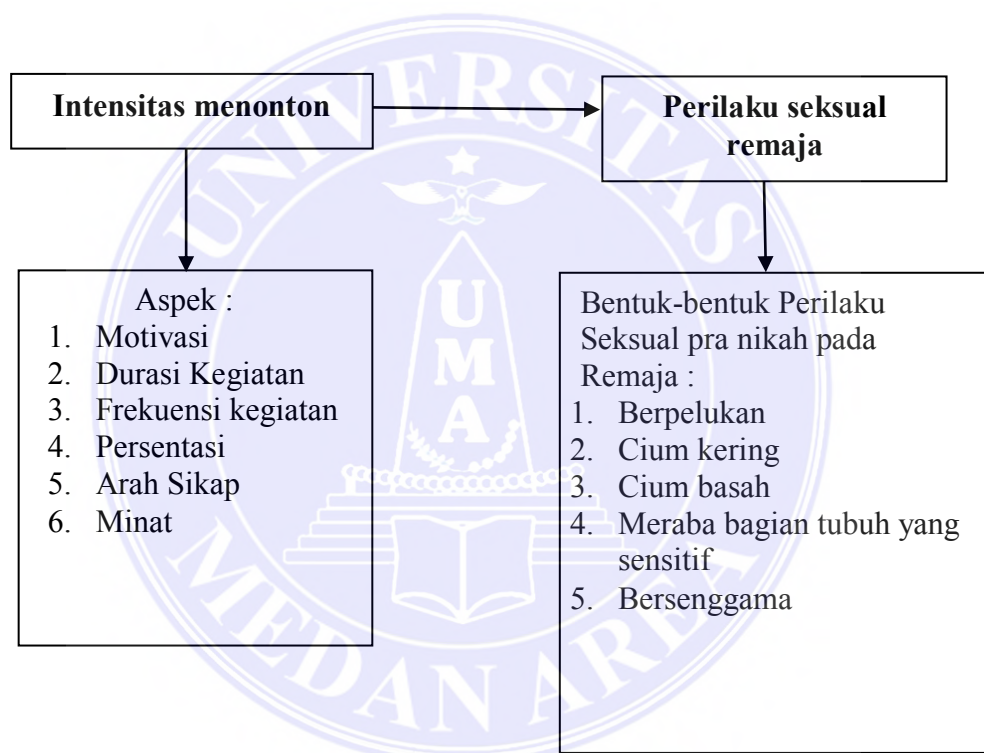 Intensitas menonton
Perilaku seksual
remaja
Aspek :
1. Motivasi
2. Durasi Kegiatan
3. Frekuensi kegiatan
4. Persentasi
5. Arah Sikap
6. Minat
Bentuk-bentuk Perilaku
Seksual pra nikah pada
Remaja :
1. Berpelukan
2. Cium kering
3. Cium basah
4. Meraba bagian tubuh yang
sensitif
5. Bersenggama
UNIVERSITAS
UMA
MEDAN AREA